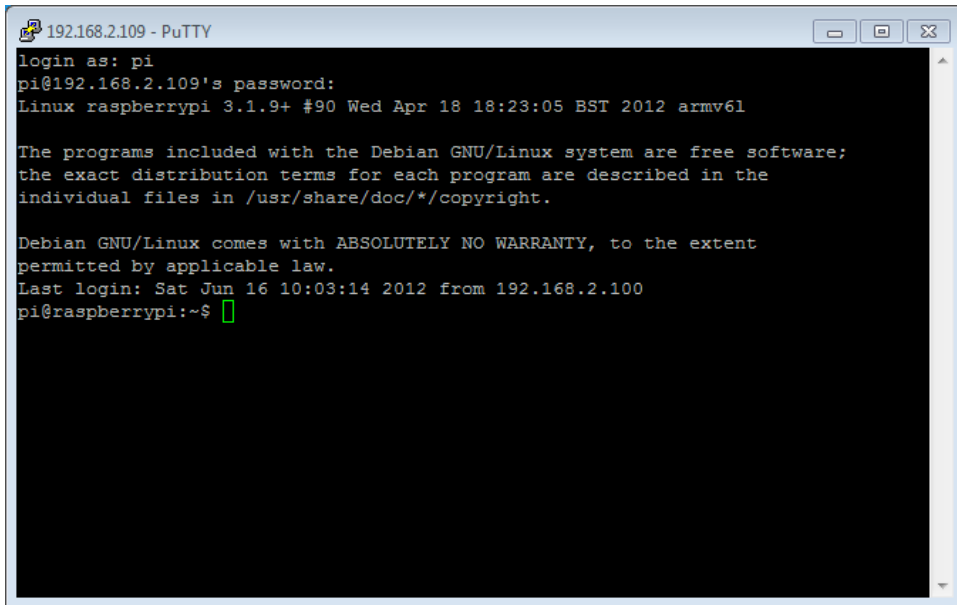 192.168.2.109 - PuTTY
login as: pi
pi@192.168.2.109's password:
Linux raspberrypi 3.1.9+ #90 Wed Apr 18 18:23:05 BST 2012 armv6l
The programs included with the Debian GNU/Linux system are free software;
the exact distribution terms for each program are described in the
individual files in /usr/share/doc/*/copyright.
Debian GNU/Linux comes with ABSOLUTELY NO WARRANTY, to the extent
permitted by applicable law.
Last login: Sat Jun 16 10:03:14 2012 from 192.168.2.100
pi@raspberrypi:~$